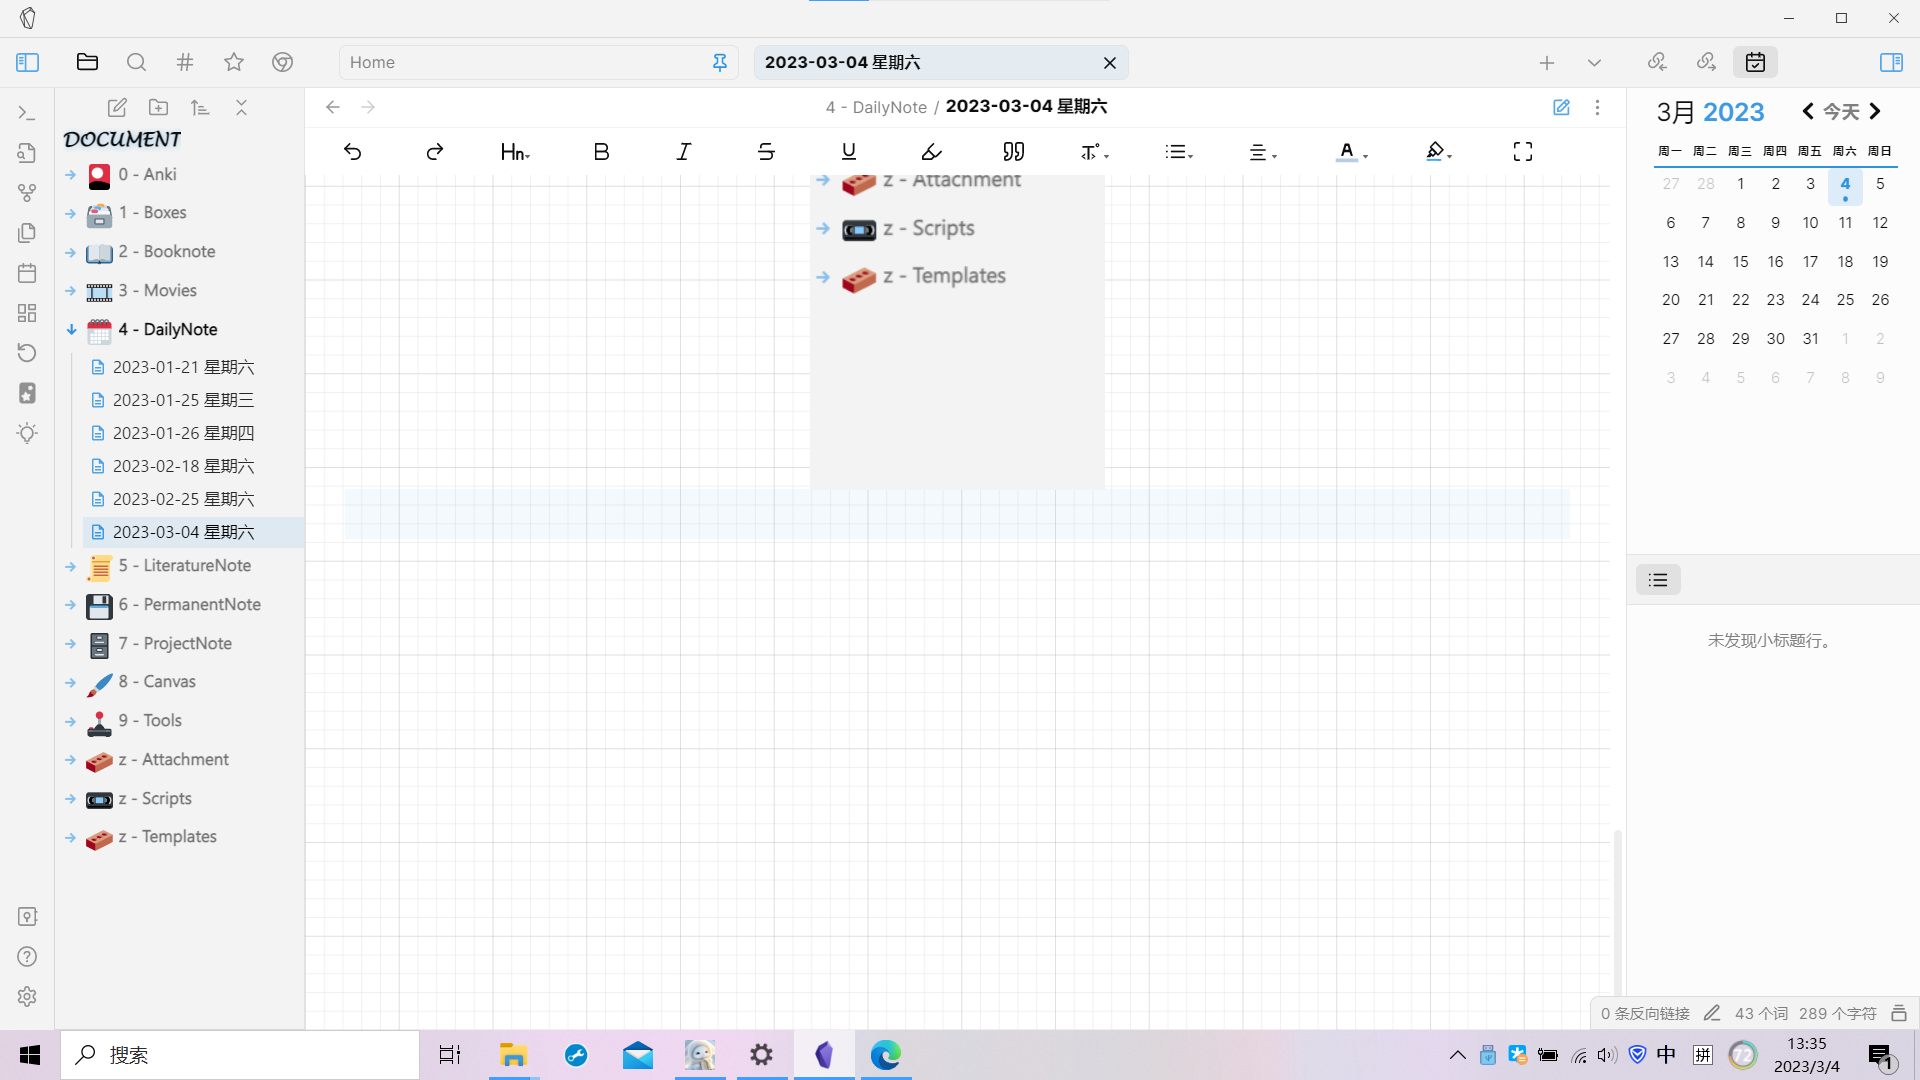 Home
2023-03-04 星期六
4 - DailyNote / 2023-03-04 星期六
DOCUMENT
0 - Anki
1 - Boxes
2 - Booknote
3 - Movies
4 - DailyNote
2023-01-21 星期六
2023-01-25 星期三
2023-01-26 星期四
2023-02-18 星期六
2023-02-25 星期六
2023-03-04 星期六
5 - LiteratureNote
6 - PermanentNote
7 - ProjectNote
8 - Canvas
9 - Tools
z - Attachment
z - Scripts
z - Templates
z - Attachment
z - Scripts
z - Templates
3月 2023
今天
周一 周二 周三 周四 周五 周六 周日
27 28 1 2 3 4 5
6 7 8 9 10 11 12
13 14 15 16 17 18 19
20 21 22 23 24 25 26
27 28 29 30 31 1 2
3 4 5 6 7 8 9
未发现小标题行。
0 条反向链接 43 个词 289 个字符
搜索
中
拼
72
13:35
2023/3/4
1